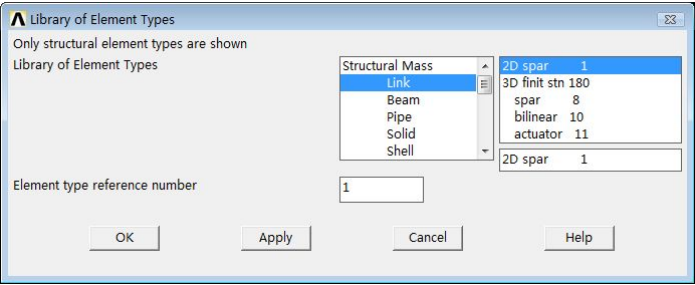 Library of Element Types
Only structural element types are shown
Library of Element Types
Structural Mass
Link
Beam
Pipe
Solid
Shell
2D spar 1
3D finit stn 180
spar 8
bilinear 10
actuator 11
2D spar 1
Element type reference number
1
OK
Apply
Cancel
Help